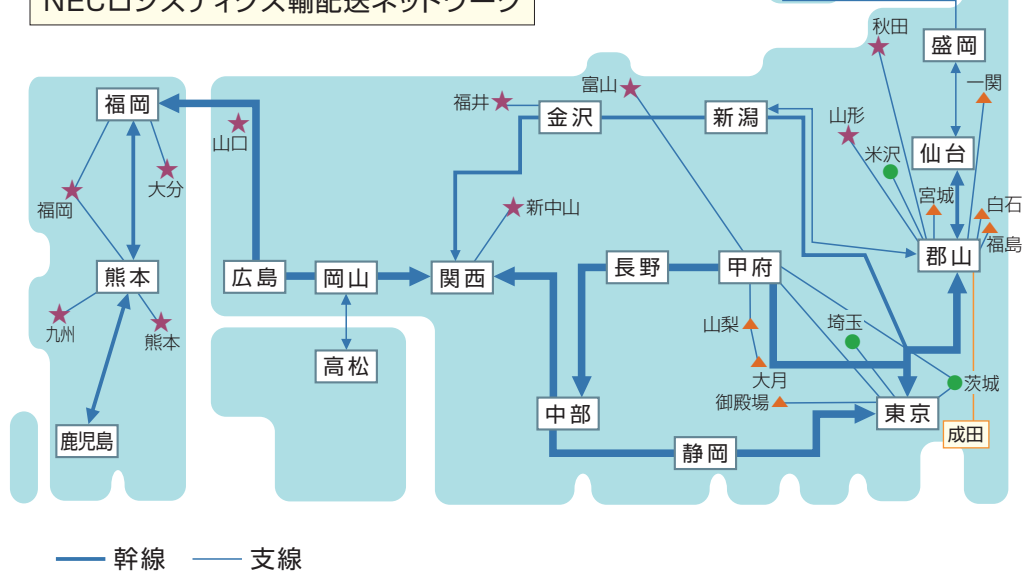 NECロジスティクス輸配送ネットワーク
秋田
盛岡
一関
富山
福井
福岡
金沢
新潟
山形
山口
米沢
仙台
大分
宮城
白石
福岡
新中山
福島
郡山
熊本
広島
岡山
関西
長野
甲府
九州
熊本
山梨
埼玉
高松
大月
茨城
御殿場
中部
東京
鹿児島
成田
静岡
幹線
支線